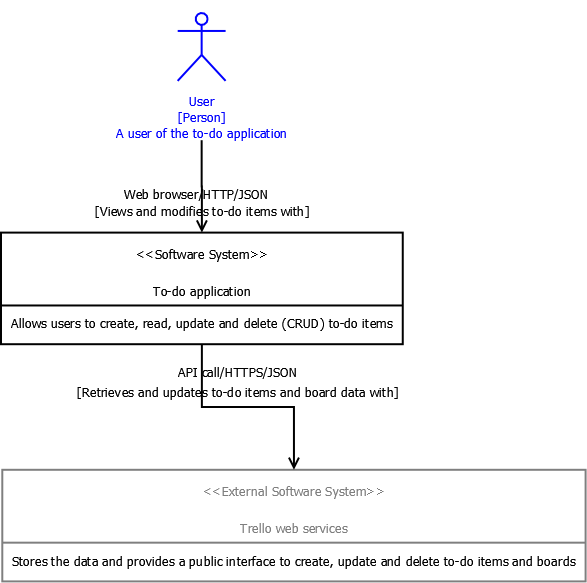 User
[Person]
A user of the to-do application
Web browser/HTTP/JSON
[Views and modifies to-do items with]
<<Software System>>
To-do application
Allows users to create, read, update and delete (CRUD) to-do items
API call/HTTPS/JSON
[Retrieves and updates to-do items and board data with]
<<External Software System>>
Trello web services
Stores the data and provides a public interface to create, update and delete to-do items and boards